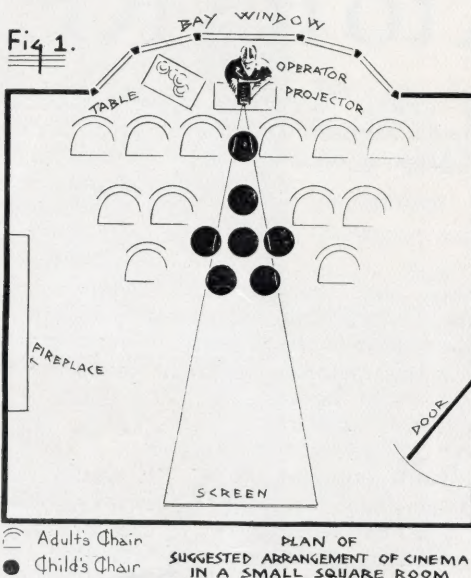 Fig 1.
BAY WINDOW
OPERATOR
PROJECTOR
TABLE
FIREPLACE
DOOR
SCREEN
Adult's Chair
Child's Chair
PLAN OF
SUGGESTED ARRANGEMENT OF CINEMA
IN A SMALL SQUARE ROOM